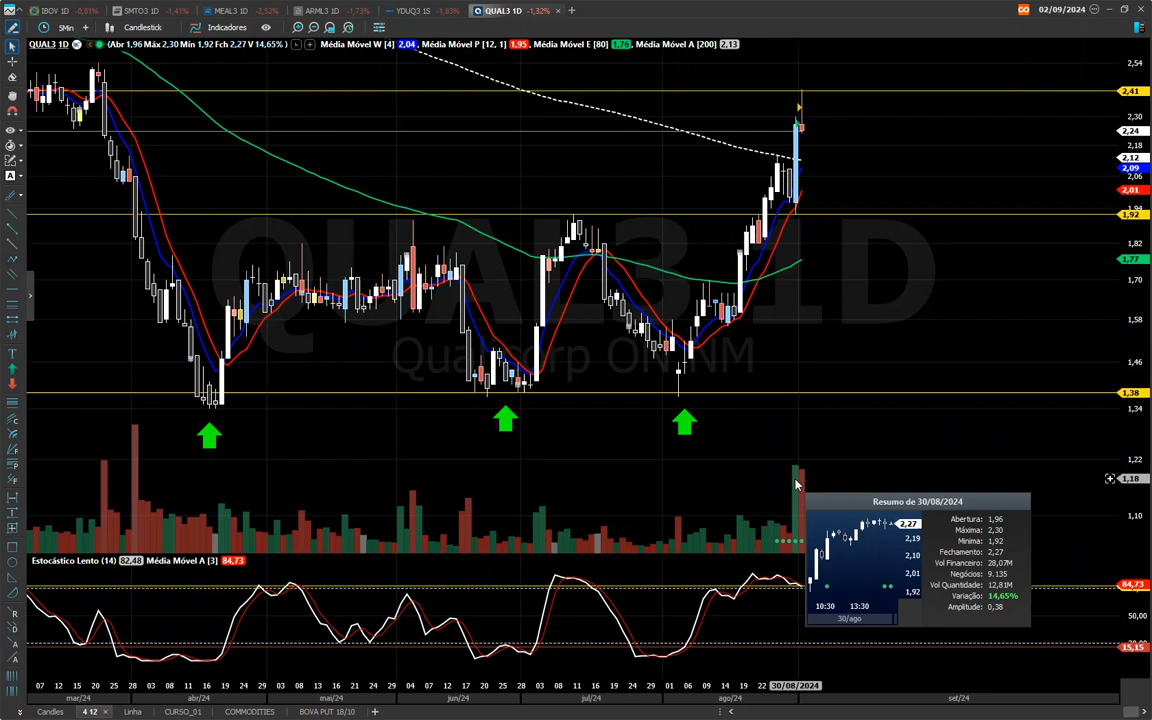 IBOV 1D -0,81%
SMTO3 1D -1,41%
MEAL3 1D -2,52%
ARML3 1D -1,73%
YDUQ3 1S -1,83%
QUAL3 1D -1,32% × +
02/09/2024
5Min + Candlestick Indicadores
QUAL3 1D (Abr 1,96 Máx 2,30 Mín 1,92 Fch 2,27 V 14,65%) Média Móvel W [4] 2,04, Média Móvel P [12, 1] 1,95, Média Móvel E [80] 1,76, Média Móvel A [200] 2,13
2,54
2,41
2,30
2,24
2,18
2,12
2,09
2,06
2,01
1,94
1,92
1,82
1,77
1,70
1,58
1,46
1,38
1,34
1,22
1,18
1,10
QUAL3 1D
Qualicorp ON NM
Resumo de 30/08/2024
2,27
2,19
2,10
2,01
1,92
10:30 13:30
30/ago
Abertura: 1,96
Máxima: 2,30
Mínima: 1,92
Fechamento: 2,27
Vol Financeiro: 28,07M
Negócios: 9.135
Vol Quantidade: 12,81M
Variação: 14,65%
Amplitude: 0,38
Estocástico Lento (14) 82,48 Média Móvel A [3] 84,73
84,73
50,00
15,15
07 12 15 20 25 28 03 08 11 16 19 24 29 03 08 13 16 21 24 29 04 07 12 17 20 25 28 03 08 11 16 19 24 29 01 06 09 14 19 22 30/08/2024
mar/24 abr/24 mai/24 jun/24 jul/24 ago/24 set/24
Candles 4 12 × Linha CURSO_01 COMMODITIES BOVA PUT 18/10 +